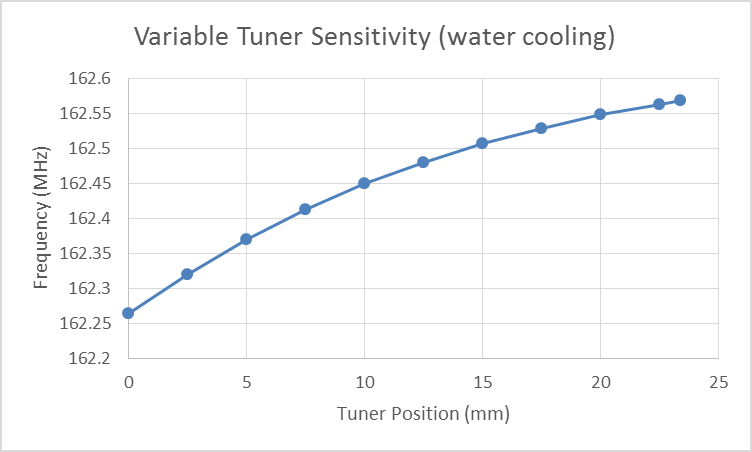 Variable Tuner Sensitivity (water cooling)
Frequency (MHz)
162.6
162.55
162.5
162.45
162.4
162.35
162.3
162.25
162.2
0 5 10 15 20 25
Tuner Position (mm)